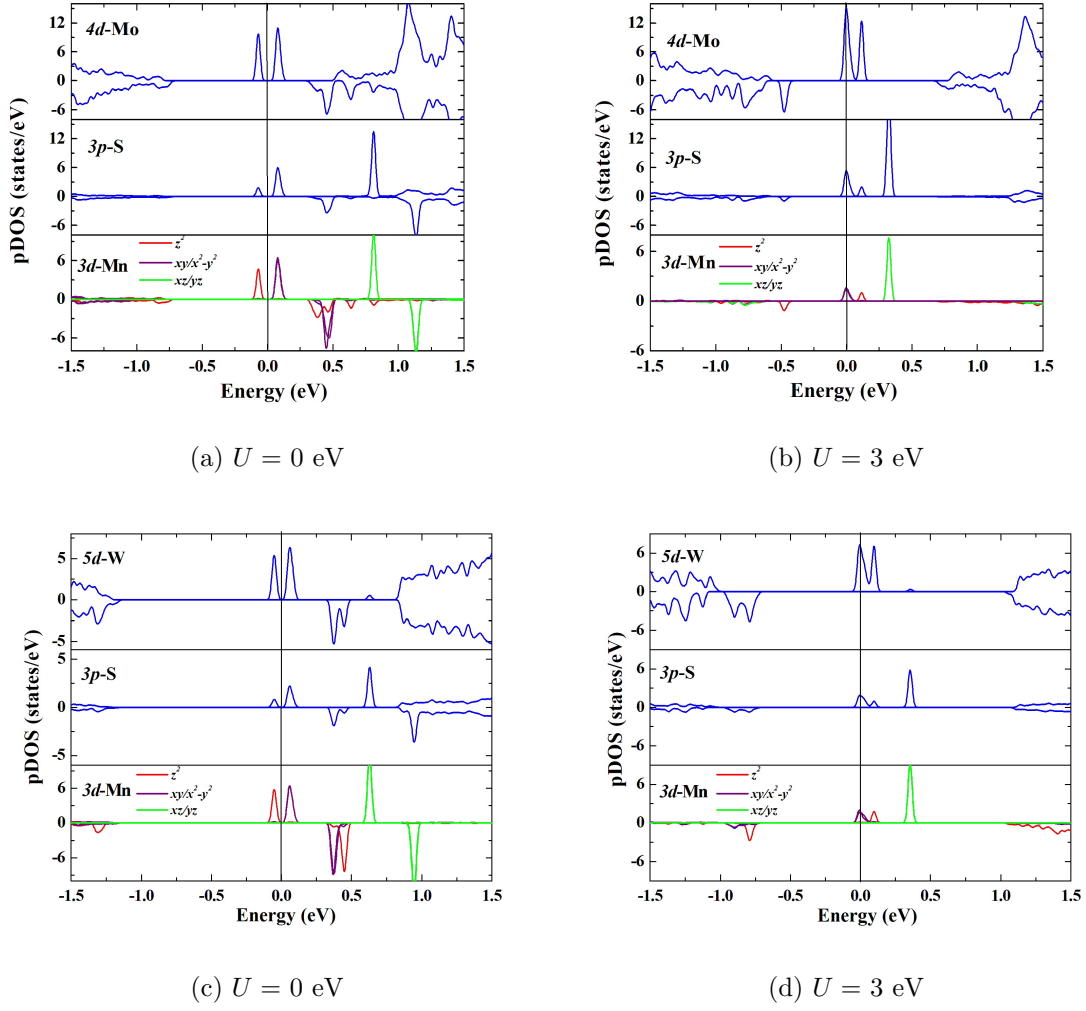 12
6
0
-6
4d-Mo
12
6
0
-6
3p-S
6
0
-6
3d-Mn
z²
xy/x²-y²
xz/yz
-1.5 -1.0 -0.5 0.0 0.5 1.0 1.5
Energy (eV)
pDOS (states/eV)
(a) U = 0 eV
12
6
0
-6
4d-Mo
12
6
0
-6
3p-S
6
0
6
3d-Mn
z²
xy/x²-y²
xz/yz
-1.5 -1.0 -0.5 0.0 0.5 1.0 1.5
Energy (eV)
pDOS (states/eV)
(b) U = 3 eV
5
0
-5
5d-W
5
0
-5
3p-S
6
0
-6
3d-Mn
z²
xy/x²-y²
xz/yz
-1.5 -1.0 -0.5 0.0 0.5 1.0 1.5
Energy (eV)
pDOS (states/eV)
(c) U = 0 eV
6
0
-6
5d-W
6
0
-6
3p-S
6
0
-6
3d-Mn
z²
xy/x²-y²
xz/yz
-1.5 -1.0 -0.5 0.0 0.5 1.0 1.5
Energy (eV)
pDOS (states/eV)
(d) U = 3 eV